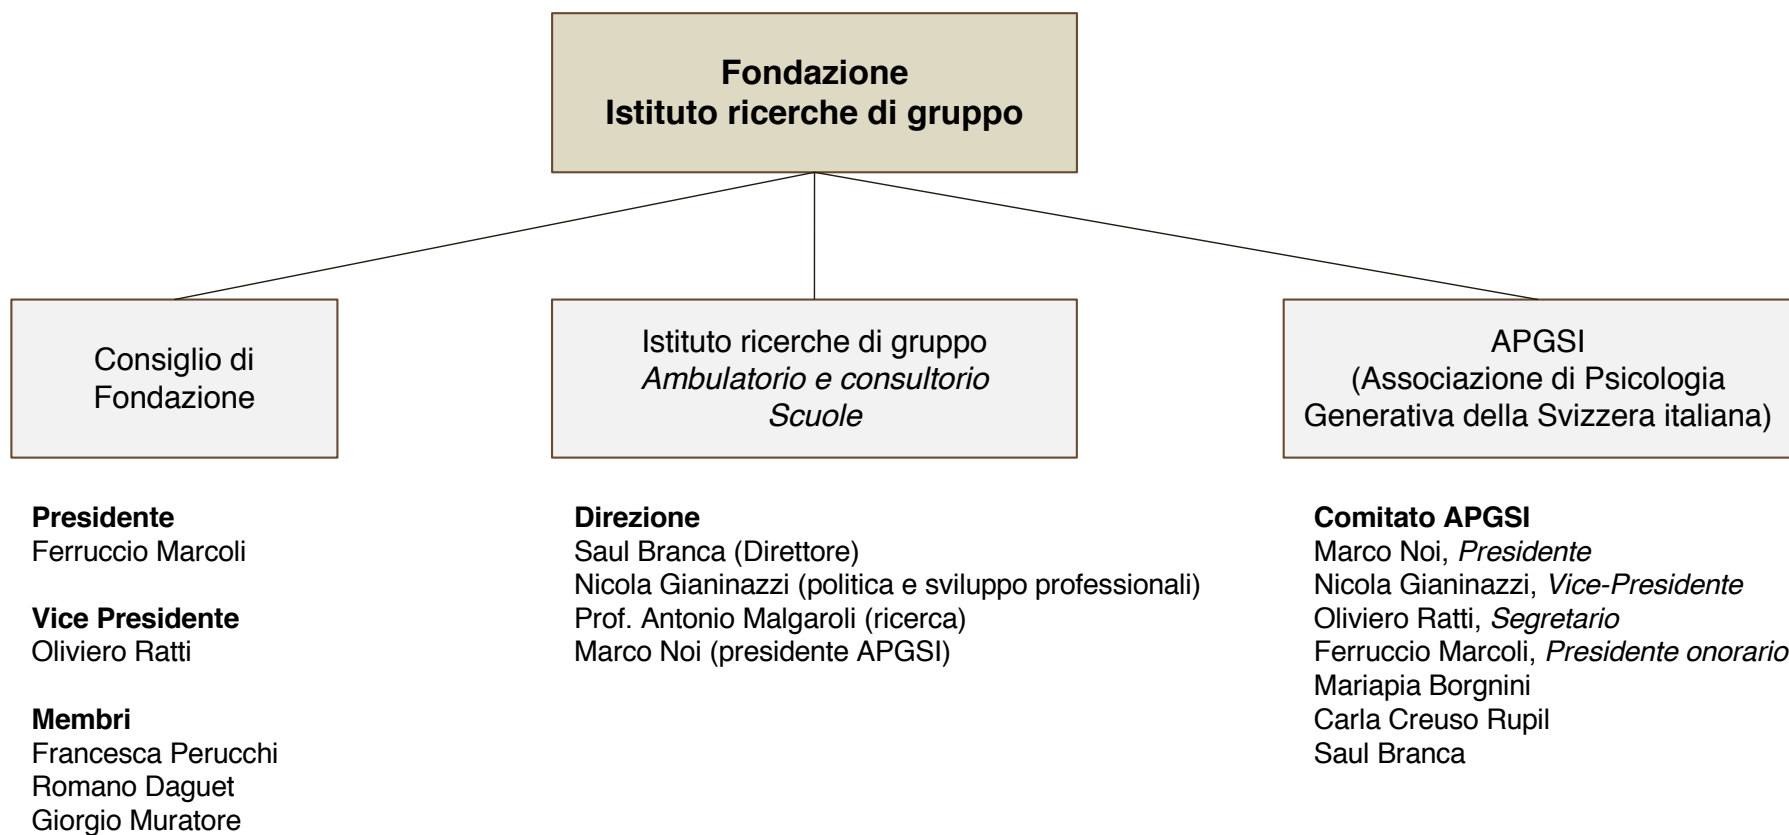 Fondazione
Istituto ricerche di gruppo
Consiglio di
Fondazione
Istituto ricerche di gruppo
Ambulatorio e consultorio
Scuole
APGSI
(Associazione di Psicologia
Generativa della Svizzera italiana)
Presidente
Ferruccio Marcoli
Vice Presidente
Oliviero Ratti
Membri
Francesca Perucchi
Romano Daguet
Giorgio Muratore
Direzione
Saul Branca (Direttore)
Nicola Gianinazzi (politica e sviluppo professionali)
Prof. Antonio Malgaroli (ricerca)
Marco Noi (presidente APGSI)
Comitato APGSI
Marco Noi, Presidente
Nicola Gianinazzi, Vice-Presidente
Oliviero Ratti, Segretario
Ferruccio Marcoli, Presidente onorario
Mariapia Borgnini
Carla Creuso Rupil
Saul Branca